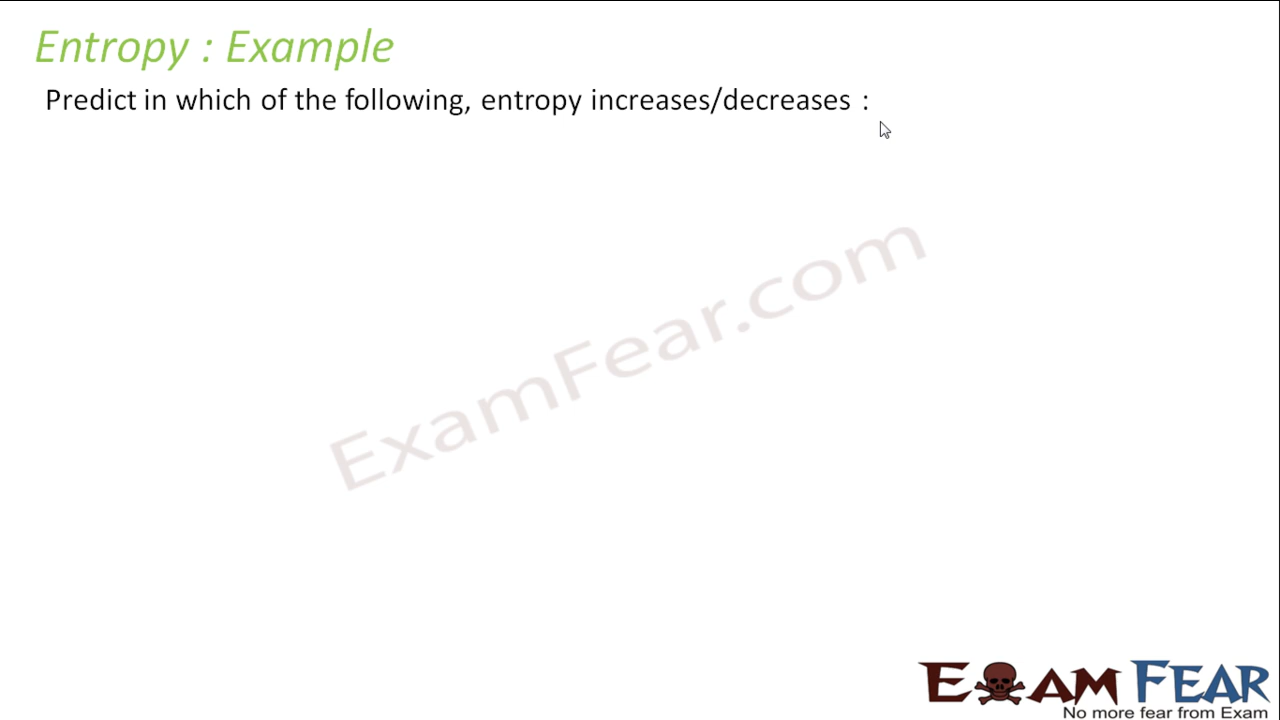 Entropy : Example
Predict in which of the following, entropy increases/decreases :
ExamFear.com
EXAM FEAR
No more fear from Exam